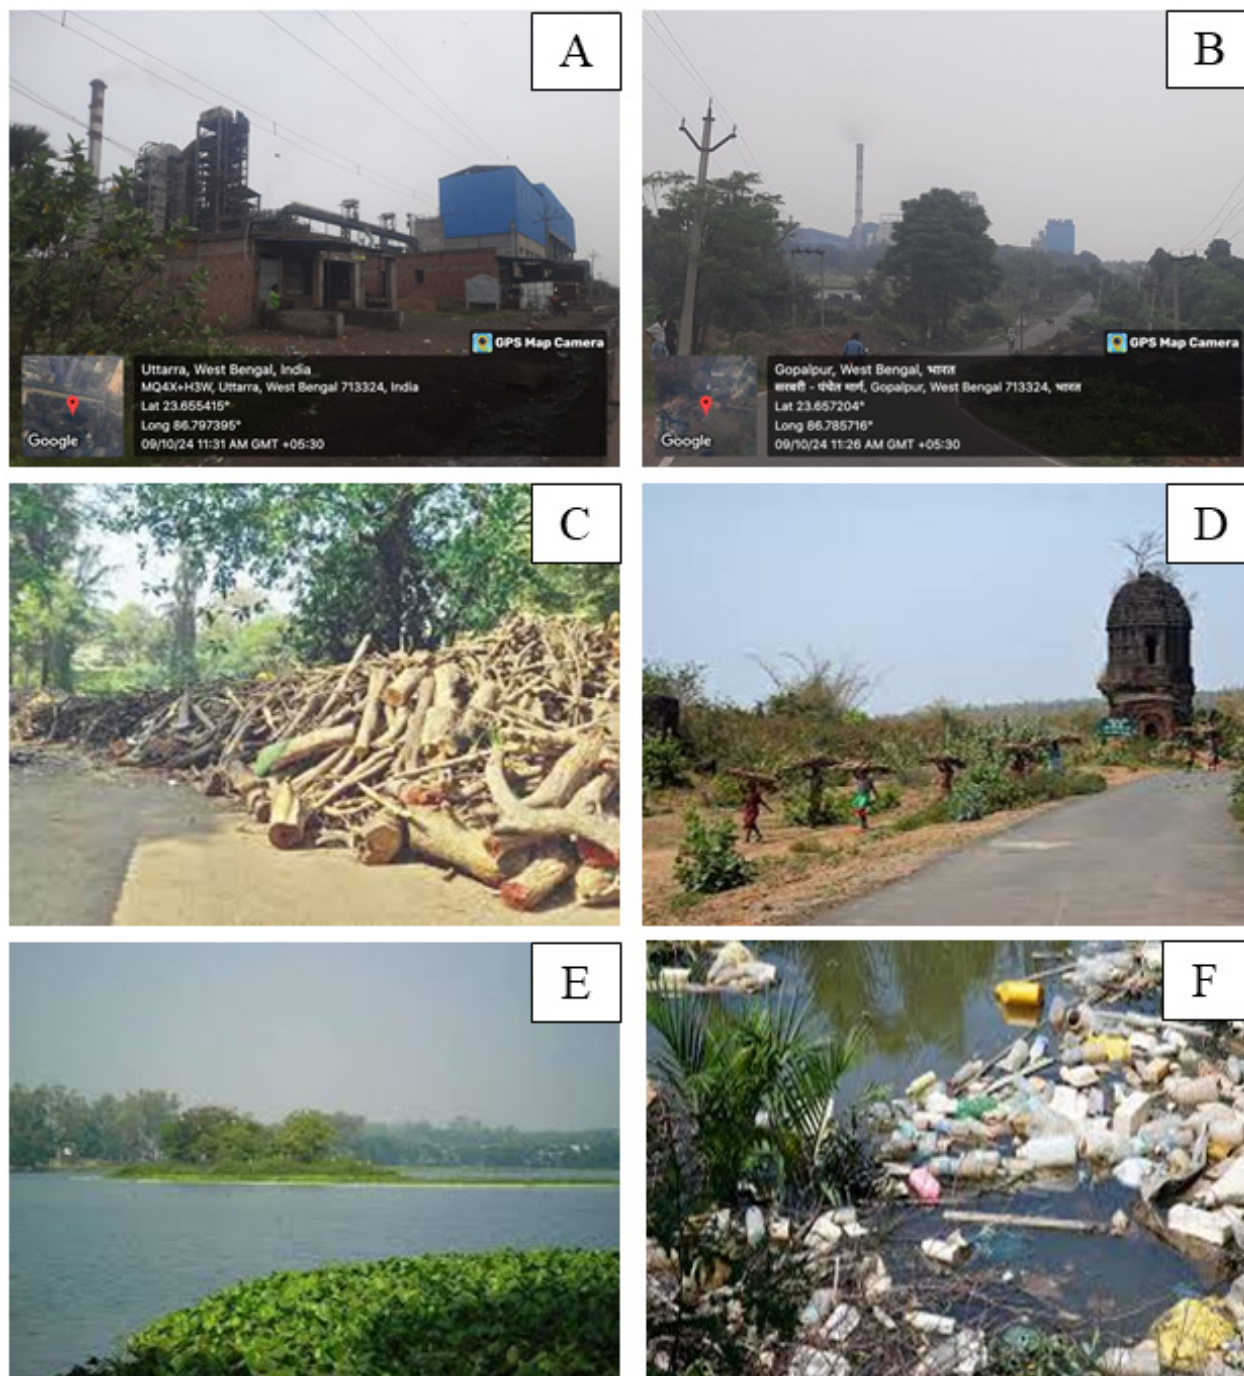 A
GPS Map Camera
Uttarra, West Bengal, India
MQ4X+H3W, Uttarra, West Bengal 713324, India
Lat 23.655415°
Long 86.797395°
09/10/24 11:31 AM GMT +05:30
Google
B
GPS Map Camera
Gopalpur, West Bengal, भारत
सरबरी - पंचेत मार्ग, Gopalpur, West Bengal 713324, भारत
Lat 23.657204°
Long 86.785716°
09/10/24 11:26 AM GMT +05:30
Google
C
D
E
F